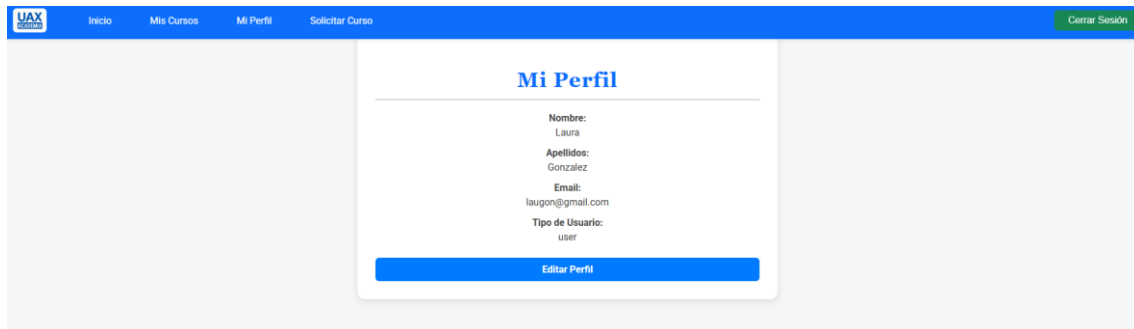 UAX
ACADEMIA
Inicio Mis Cursos Mi Perfil Solicitar Curso Cerrar Sesión
Mi Perfil
Nombre:
Laura
Apellidos:
Gonzalez
Email:
laugon@gmail.com
Tipo de Usuario:
user
Editar Perfil